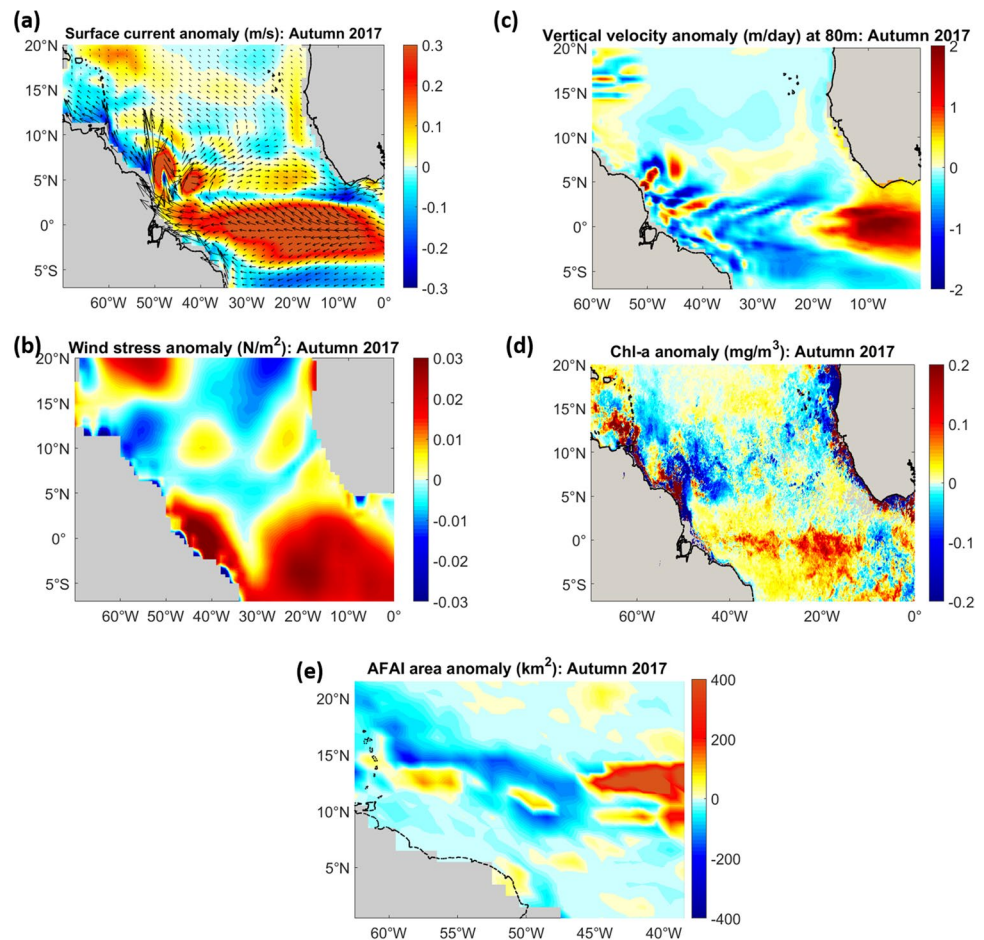 (a)
Surface current anomaly (m/s): Autumn 2017
20°N
15°N
10°N
5°N
0°
5°S
60°W 50°W 40°W 30°W 20°W 10°W 0°
0.3
0.2
0.1
0
-0.1
-0.2
-0.3
(c)
Vertical velocity anomaly (m/day) at 80m: Autumn 2017
20°N
15°N
10°N
5°N
0°
5°S
60°W 50°W 40°W 30°W 20°W 10°W
2
1
0
-1
-2
(b)
Wind stress anomaly (N/m²): Autumn 2017
20°N
15°N
10°N
5°N
0°
5°S
60°W 50°W 40°W 30°W 20°W 10°W 0°
0.03
0.02
0.01
0
-0.01
-0.02
-0.03
(d)
Chl-a anomaly (mg/m³): Autumn 2017
20°N
15°N
10°N
5°N
0°
5°S
60°W 40°W 20°W 0°
0.2
0.1
0
-0.1
-0.2
(e)
AFAI area anomaly (km²): Autumn 2017
20°N
15°N
10°N
5°N
60°W 55°W 50°W 45°W 40°W
400
200
0
-200
-400